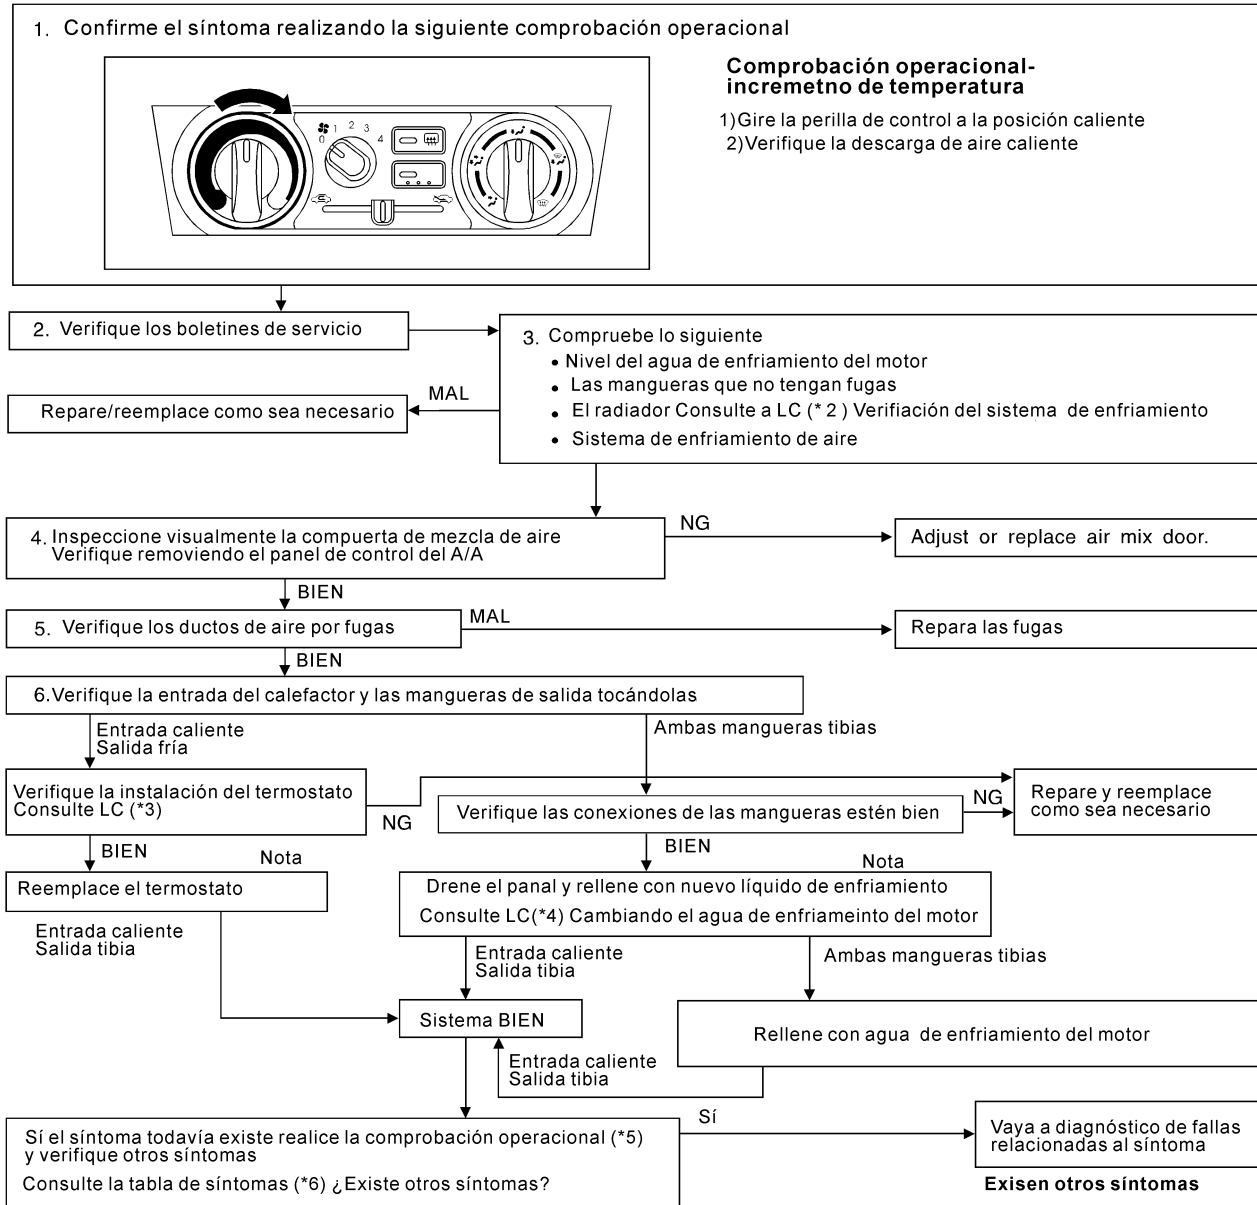 1. Confirme el síntoma realizando la siguiente comprobación operacional
Comprobación operacional-
incremetno de temperatura
1)Gire la perilla de control a la posición caliente
2)Verifique la descarga de aire caliente
0 1 2 3 4
2. Verifique los boletines de servicio
3. Compruebe lo siguiente
• Nivel del agua de enfriamiento del motor
• Las mangueras que no tengan fugas
• El radiador Consulte a LC (* 2 ) Verifiación del sistema de enfriamiento
• Sistema de enfriamiento de aire
MAL
Repare/reemplace como sea necesario
4. Inspeccione visualmente la compuerta de mezcla de aire
Verifique removiendo el panel de control del A/A
NG
Adjust or replace air mix door.
BIEN
5. Verifique los ductos de aire por fugas
MAL
Repara las fugas
BIEN
6.Verifique la entrada del calefactor y las mangueras de salida tocándolas
Entrada caliente
Salida fría
Ambas mangueras tibias
Verifique la instalación del termostato
Consulte LC (*3)
NG
Verifique las conexiones de las mangueras estén bien
NG
Repare y reemplace
como sea necesario
BIEN
Nota
Reemplace el termostato
BIEN
Nota
Drene el panal y rellene con nuevo líquido de enfriamiento
Consulte LC(*4) Cambiando el agua de enfriameinto del motor
Entrada caliente
Salida tibia
Entrada caliente
Salida tibia
Ambas mangueras tibias
Sistema BIEN
Rellene con agua de enfriamiento del motor
Entrada caliente
Salida tibia
Sí el síntoma todavía existe realice la comprobación operacional (*5)
y verifique otros síntomas
Consulte la tabla de síntomas (*6) ¿Existe otros síntomas?
Sí
Vaya a diagnóstico de fallas
relacionadas al síntoma
Exisen otros síntomas